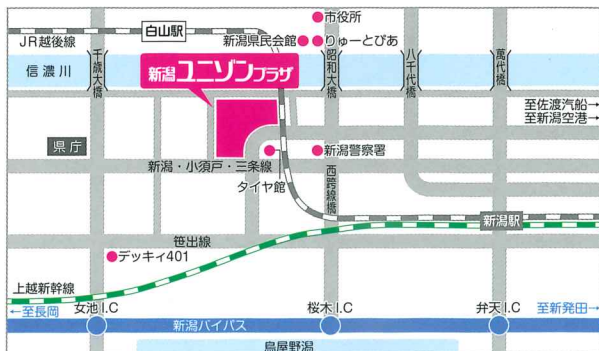 市役所
白山駅
JR越後線
新潟県民会館
りゅーとぴあ
信濃川
千歳大橋
昭和大橋
八千代橋
萬代橋
新潟ユニゾンプラザ
至佐渡汽船→
至新潟空港→
県庁
新潟警察署
新潟・小須戸・三条線
タイヤ館
西跨線橋
新潟駅
笹出線
デッキィ401
上越新幹線
←至長岡
女池I.C
桜木I.C
弁天I.C
至新発田→
新潟バイパス
鳥屋野潟